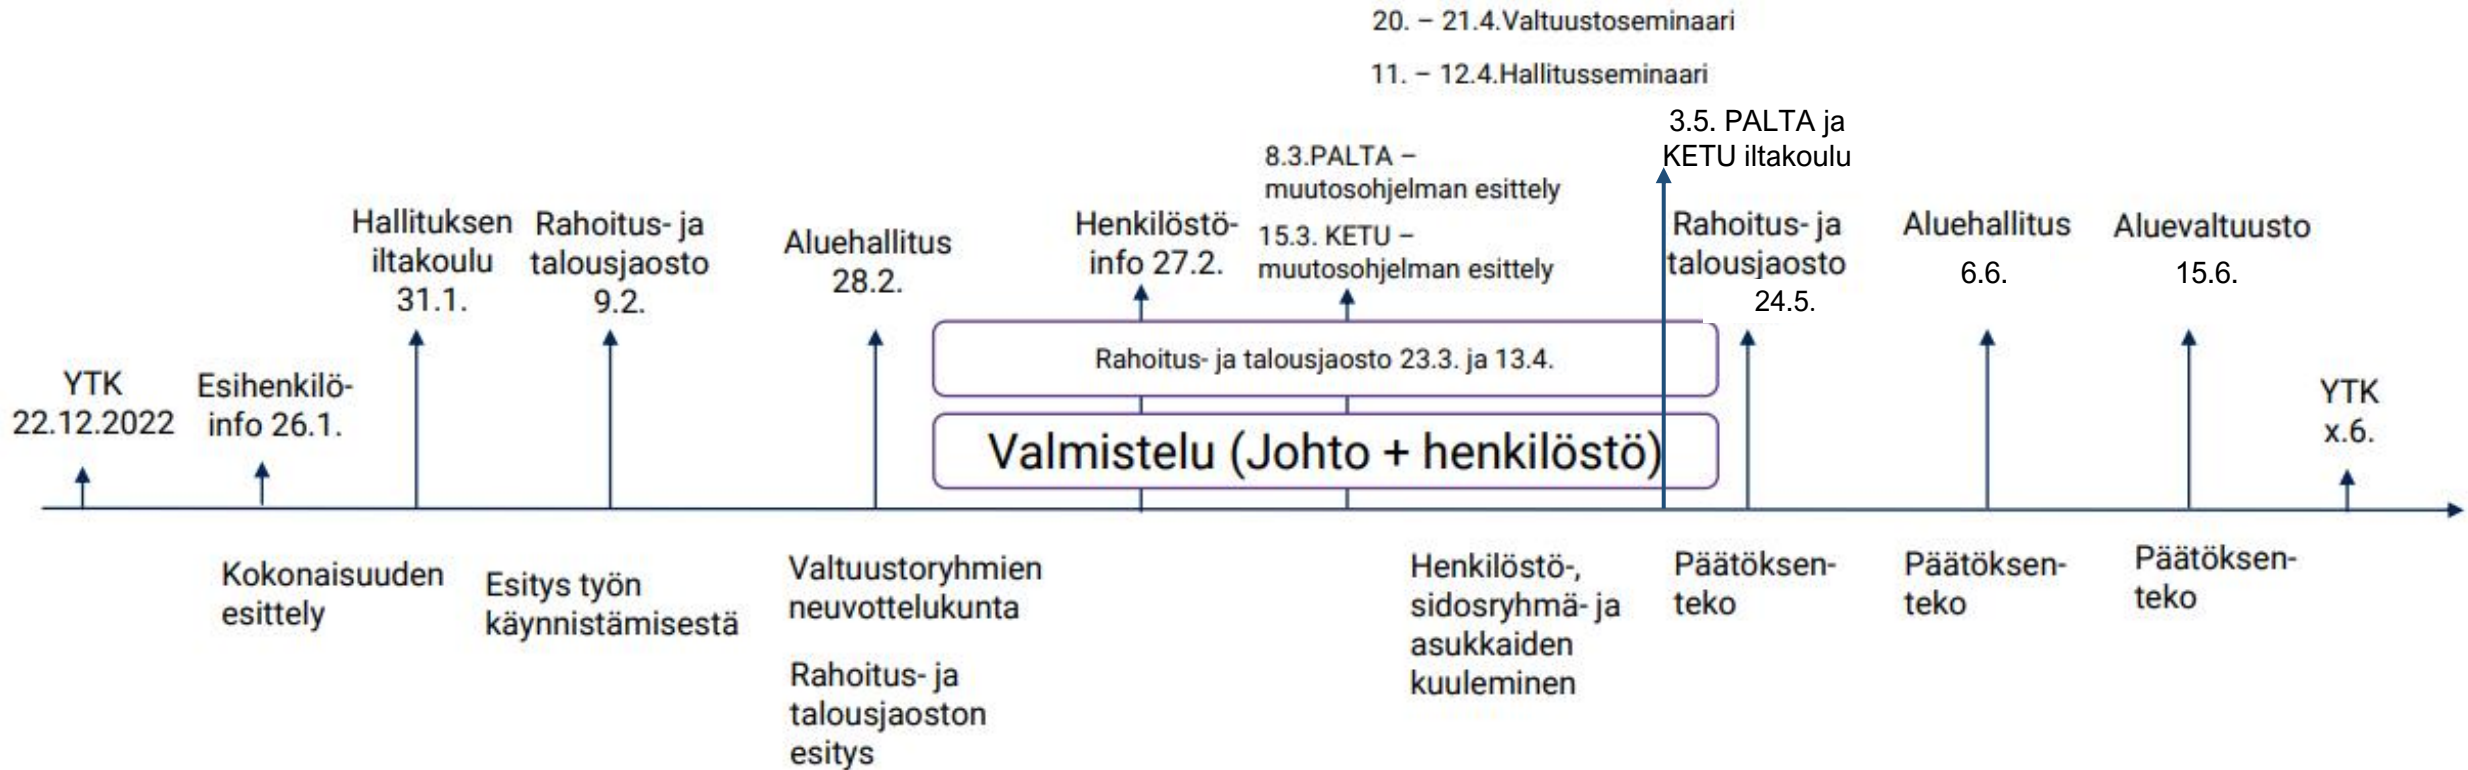 20. – 21.4.Valtuustoseminaari
11. – 12.4.Hallitusseminaari
3.5. PALTA ja
KETU iltakoulu
8.3.PALTA –
muutosohjelman esittely
15.3. KETU –
muutosohjelman esittely
YTK
22.12.2022
Esihenkilö-
info 26.1.
Hallituksen
iltakoulu
31.1.
Rahoitus- ja
talousjaosto
9.2.
Aluehallitus
28.2.
Henkilöstö-
info 27.2.
Rahoitus- ja
talousjaosto
24.5.
Aluehallitus
6.6.
Aluevaltuusto
15.6.
YTK
x.6.
Rahoitus- ja talousjaosto 23.3. ja 13.4.
Valmistelu (Johto + henkilöstö)
Kokonaisuuden
esittely
Esitys työn
käynnistämisestä
Valtuustoryhmien
neuvottelukunta
Rahoitus- ja
talousjaoston
esitys
Henkilöstö-,
sidosryhmä- ja
asukkaiden
kuuleminen
Päätöksen-
teko
Päätöksen-
teko
Päätöksen-
teko